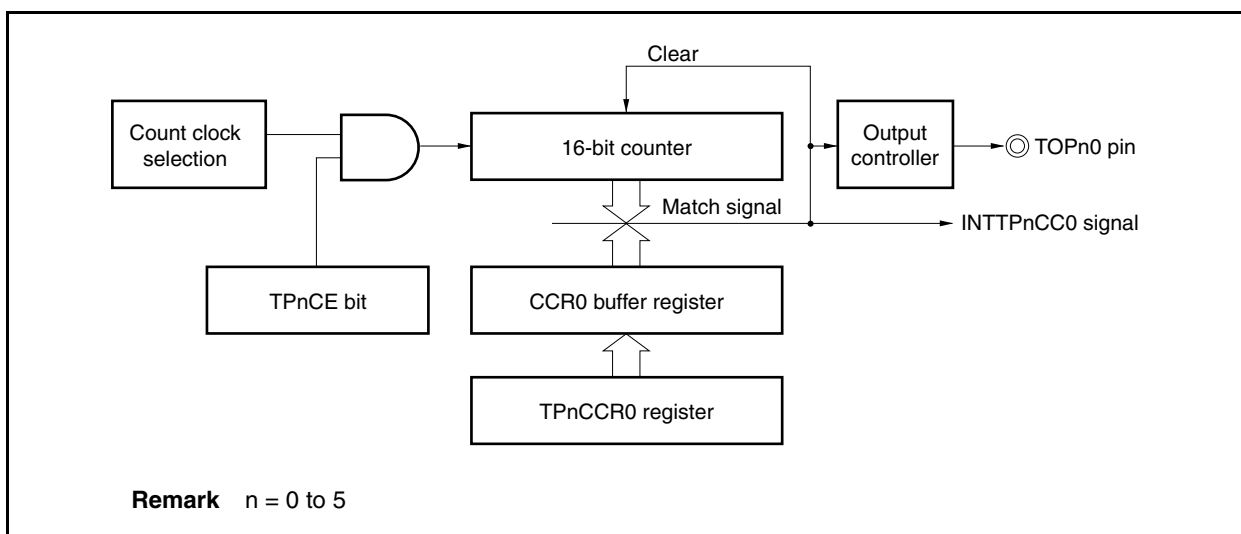 Clear
Count clock
selection
16-bit counter
Output
controller
TOPn0 pin
Match signal
INTTPnCC0 signal
TPnCE bit
CCR0 buffer register
TPnCCR0 register
Remark n = 0 to 5